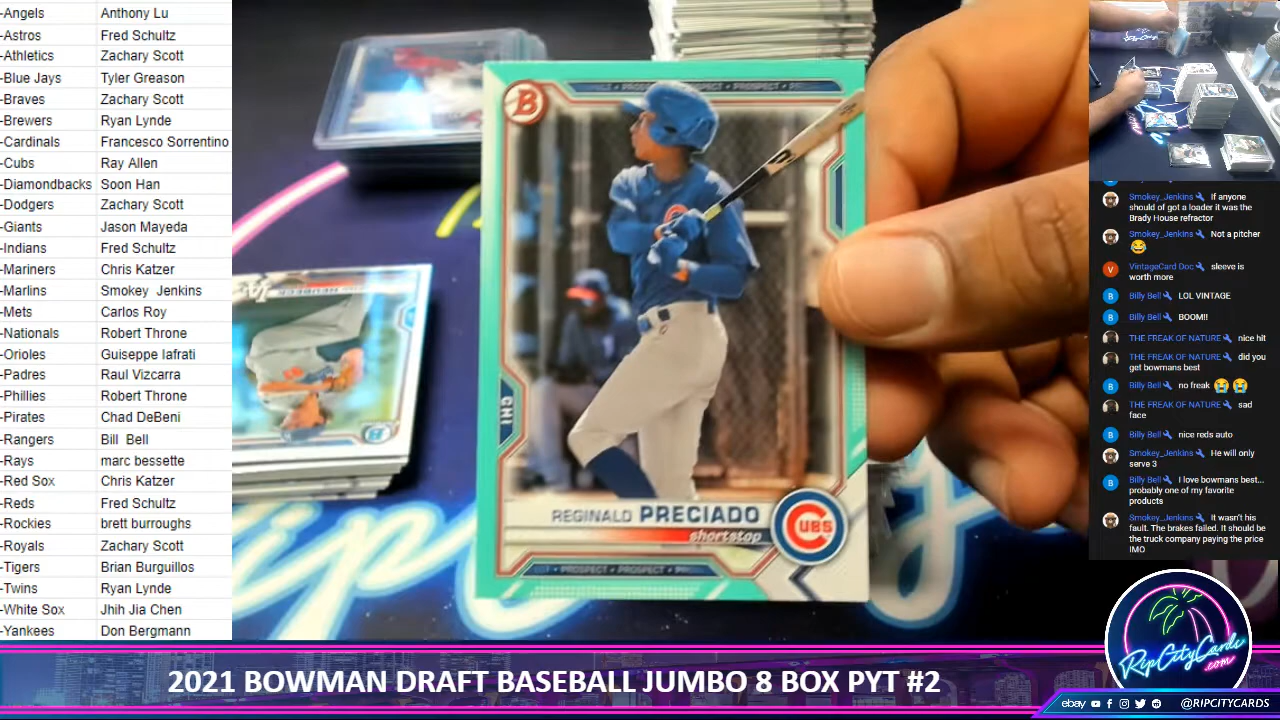 -Angels Anthony Lu
-Astros Fred Schultz
-Athletics Zachary Scott
-Blue Jays Tyler Greason
-Braves Zachary Scott
-Brewers Ryan Lynde
-Cardinals Francesco Sorrentino
-Cubs Ray Allen
-Diamondbacks Soon Han
-Dodgers Zachary Scott
-Giants Jason Mayeda
-Indians Fred Schultz
-Mariners Chris Katzer
-Marlins Smokey Jenkins
-Mets Carlos Roy
-Nationals Robert Throne
-Orioles Guiseppe Iafrati
-Padres Raul Vizcarra
-Phillies Robert Throne
-Pirates Chad DeBeni
-Rangers Bill Bell
-Rays marc bessette
-Red Sox Chris Katzer
-Reds Fred Schultz
-Rockies brett burroughs
-Royals Zachary Scott
-Tigers Brian Burguillos
-Twins Ryan Lynde
-White Sox Jhih Jia Chen
-Yankees Don Bergmann
PROSPECT • PROSPECT
B
CHI
REGINALD PRECIADO
shortstop
CUBS
PROSPECT • PROSPECT
Smokey_Jenkins If anyone
should of got a loader it was the
Brady House refractor
Smokey_Jenkins Not a pitcher
😂
VintageCard Doc sleeve is
worth more
Billy Bell LOL VINTAGE
Billy Bell BOOM!!
THE FREAK OF NATURE nice hit
THE FREAK OF NATURE did you
get bowmans best
Billy Bell no freak 😭 😭
THE FREAK OF NATURE sad
face
Billy Bell nice reds auto
Smokey_Jenkins He will only
serve 3
Billy Bell I love bowmans best...
probably one of my favorite
products
Smokey_Jenkins It wasn't his
fault. The brakes failed. It should be
the truck company paying the price
IMO
RipCityCards
.com
2021 BOWMAN DRAFT BASEBALL JUMBO 8 BOX PYT #2
ebay @RIPCITYCARDS